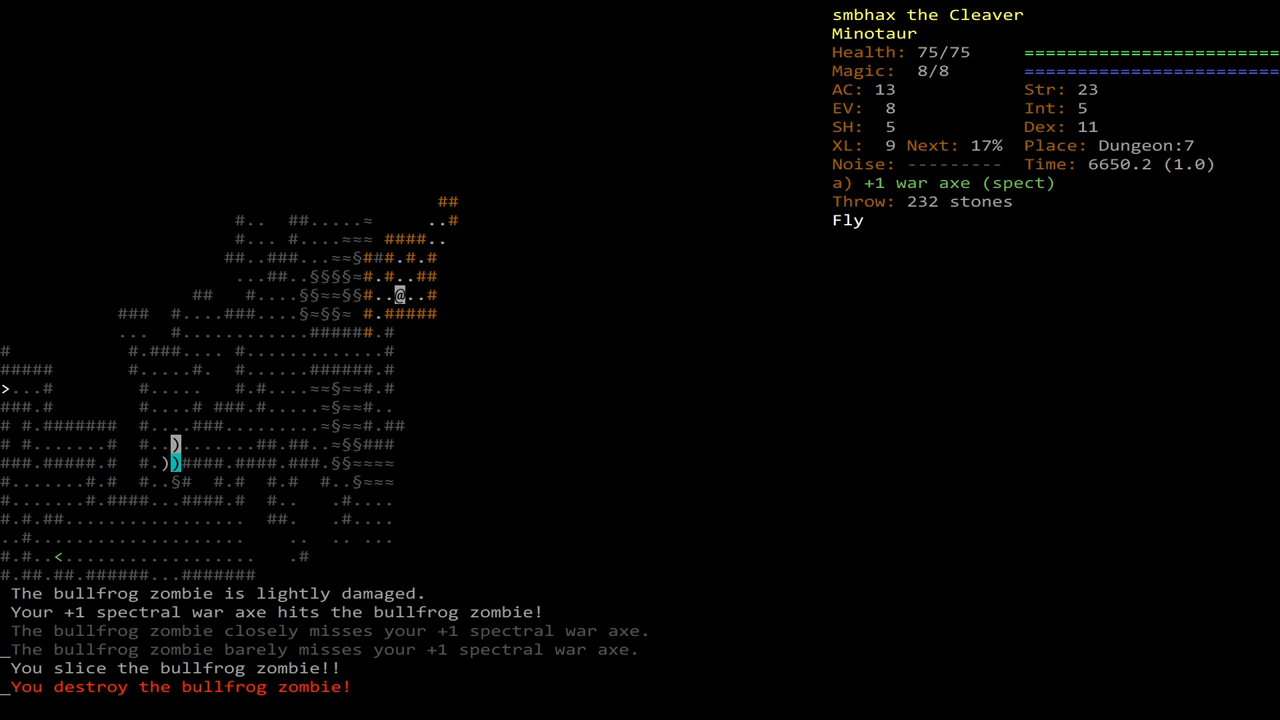 smbhax the Cleaver
Minotaur
Health: 75/75 ========================
Magic: 8/8 ========================
AC: 13 Str: 23
EV: 8 Int: 5
SH: 5 Dex: 11
XL: 9 Next: 17% Place: Dungeon:7
Noise: --------- Time: 6650.2 (1.0)
a) +1 war axe (spect)
Throw: 232 stones
Fly
The bullfrog zombie is lightly damaged.
Your +1 spectral war axe hits the bullfrog zombie!
The bullfrog zombie closely misses your +1 spectral war axe.
_The bullfrog zombie barely misses your +1 spectral war axe.
You slice the bullfrog zombie!!
_You destroy the bullfrog zombie!